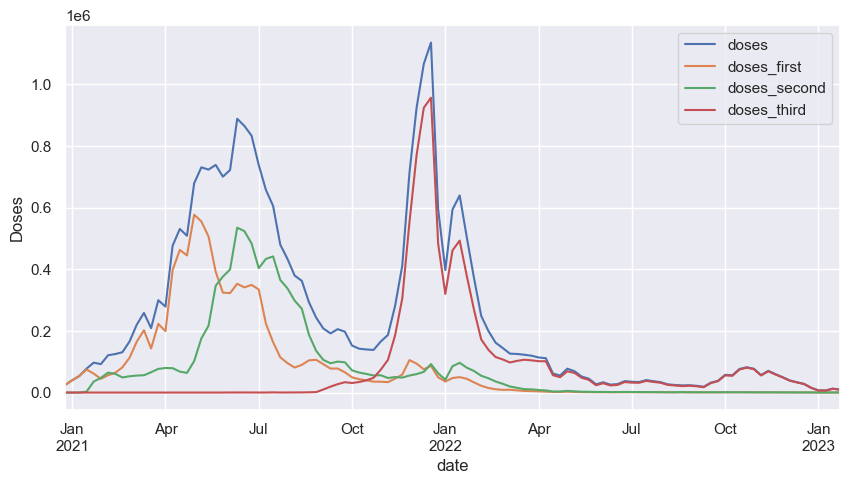 1e6
Doses
1.0
0.8
0.6
0.4
0.2
0.0
doses
doses_first
doses_second
doses_third
Jan Apr Jul Oct Jan Apr Jul Oct Jan
2021 2022 2023
date